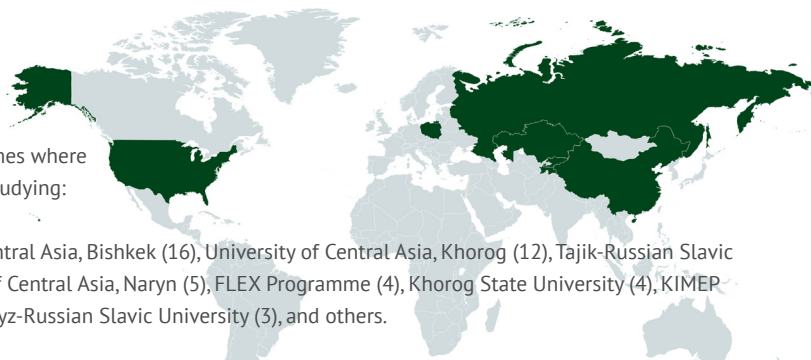 nes where
udying:
ntral Asia, Bishkek (16), University of Central Asia, Khorog (12), Tajik-Russian Slavic
f Central Asia, Naryn (5), FLEX Programme (4), Khorog State University (4), KIMEP
yz-Russian Slavic University (3), and others.